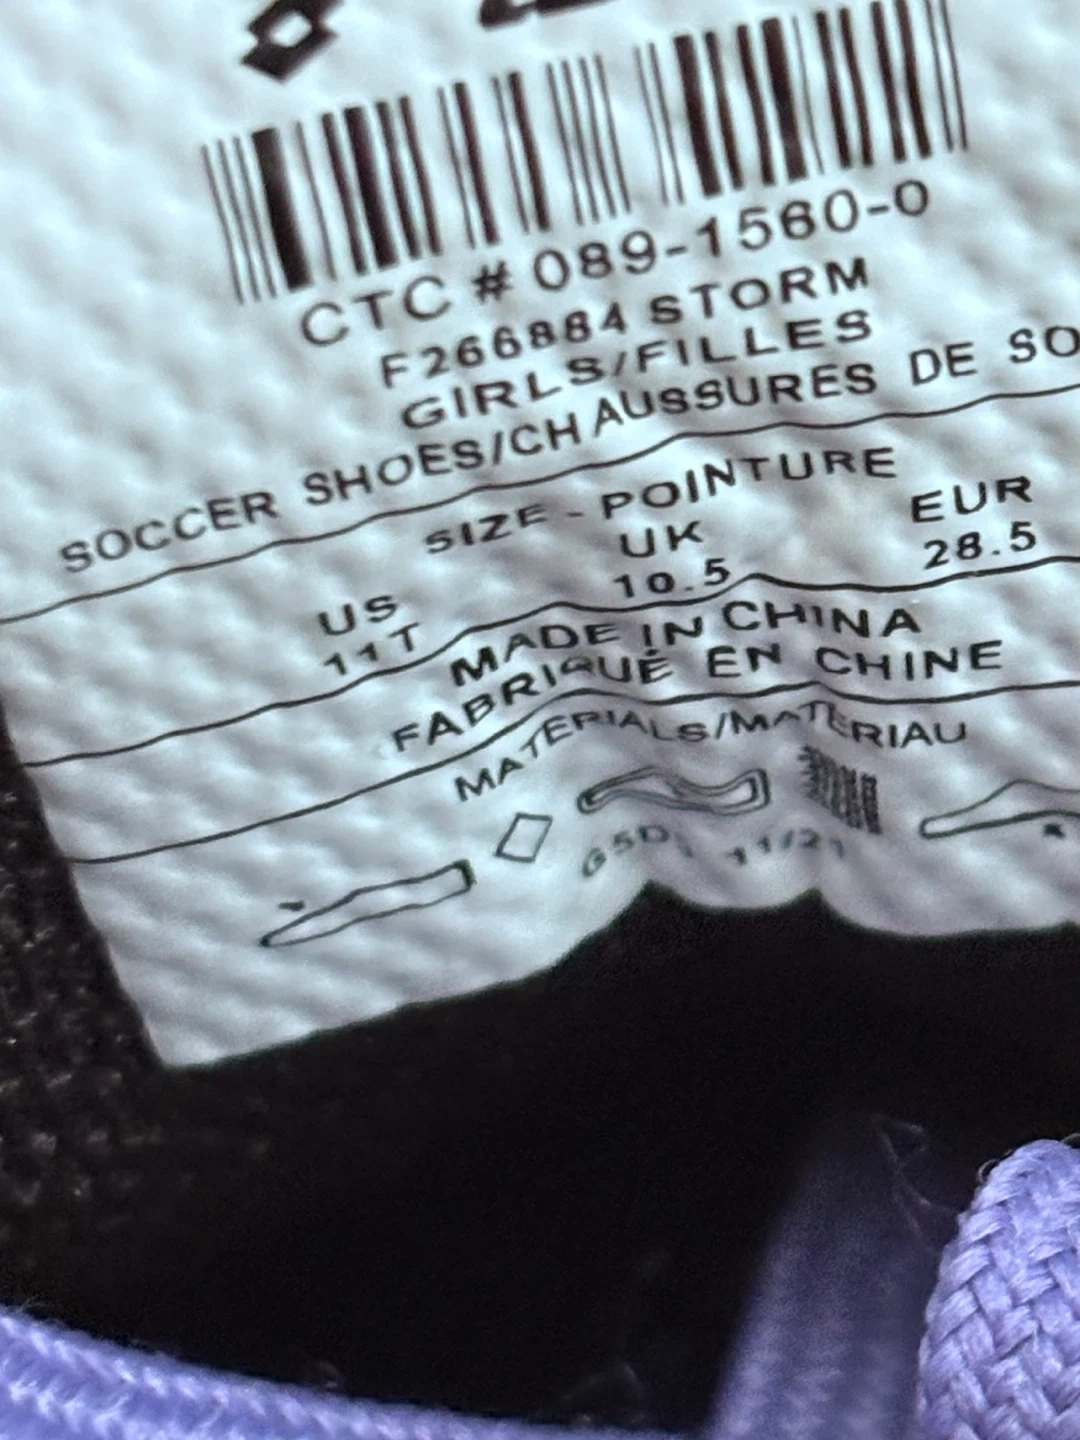 CTC # 089-1560-0
F266884 STORM
GIRLS/FILLES
SOCCER SHOES/CHAUSSURES DE SO
SIZE - POINTURE
US UK EUR
11T 10.5 28.5
MADE IN CHINA
FABRIQUÉ EN CHINE
MATERIALS/MATÉRIAU
11/21